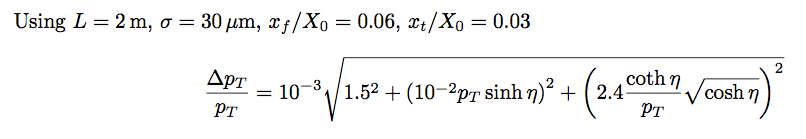 Using L = 2 m, σ = 30 μm, x_f/X_0 = 0.06, x_t/X_0 = 0.03
Δp_T/p_T = 10^{-3} √(1.5^2 + (10^{-2}p_T sinh η)^2 + (2.4 (coth η/p_T) √(cosh η))^2)